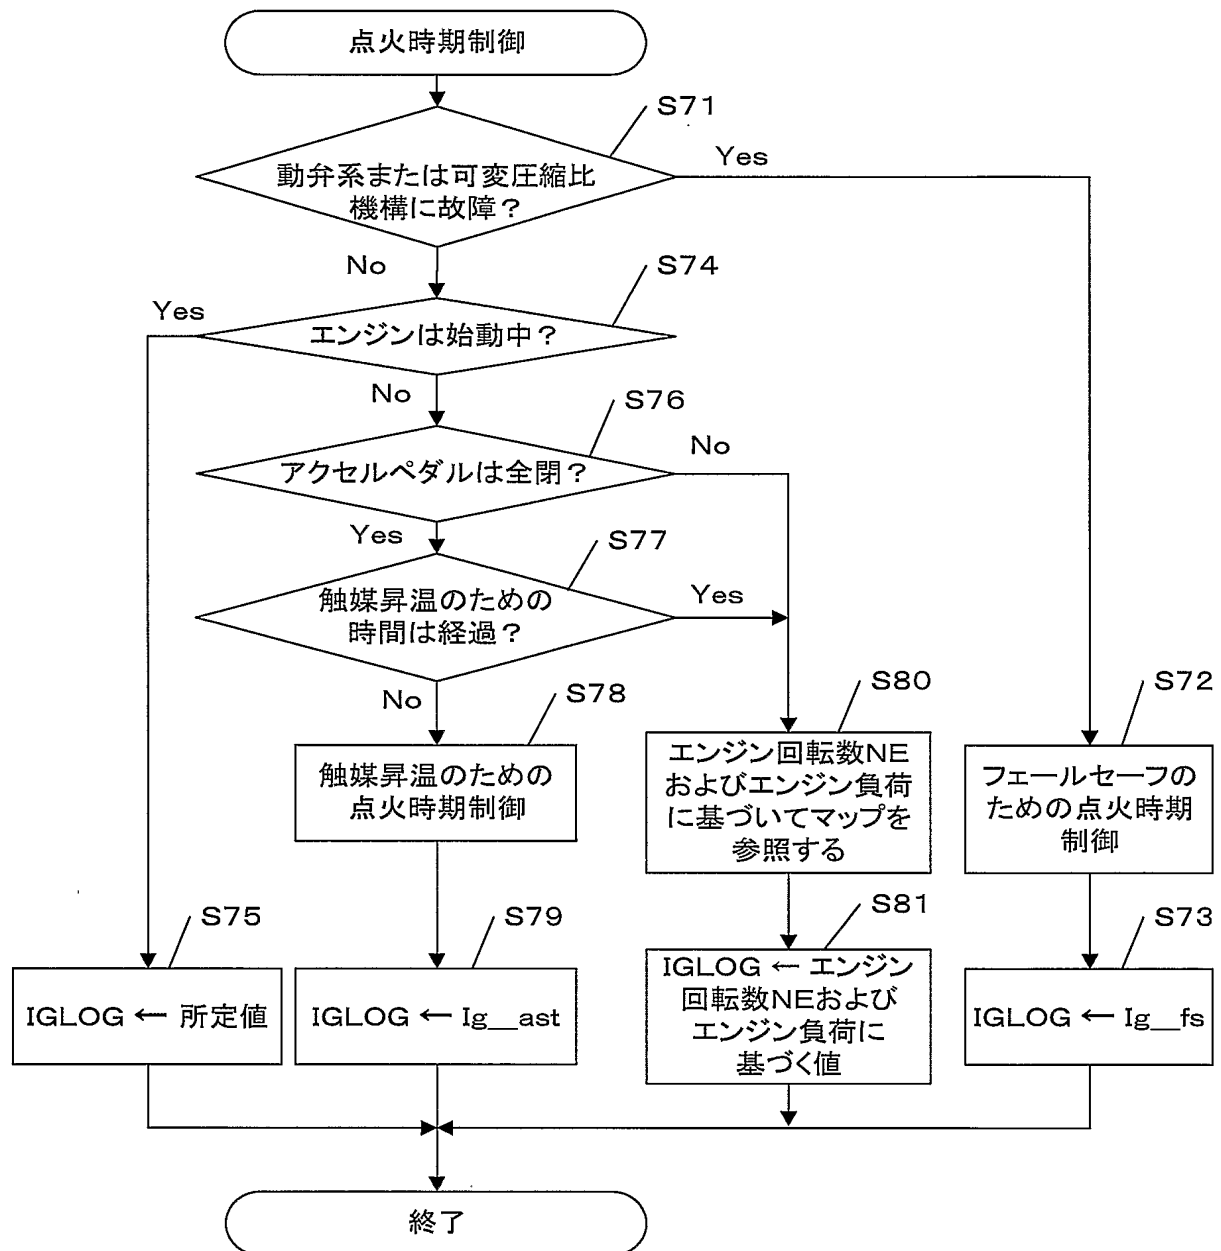 点火時期制御
S71
動弁系または可変圧縮比
機構に故障？
Yes
No
S74
Yes
エンジンは始動中？
No
S76
アクセルペダルは全閉？
No
Yes
S77
触媒昇温のための
時間は経過？
Yes
No
S78
触媒昇温のための
点火時期制御
S80
エンジン回転数NE
およびエンジン負荷
に基づいてマップを
参照する
S72
フェールセーフの
ための点火時期
制御
S75
IGLOG ← 所定値
S79
IGLOG ← Ig__ast
S81
IGLOG ← エンジン
回転数NEおよび
エンジン負荷に
基づく値
S73
IGLOG ← Ig__fs
終了